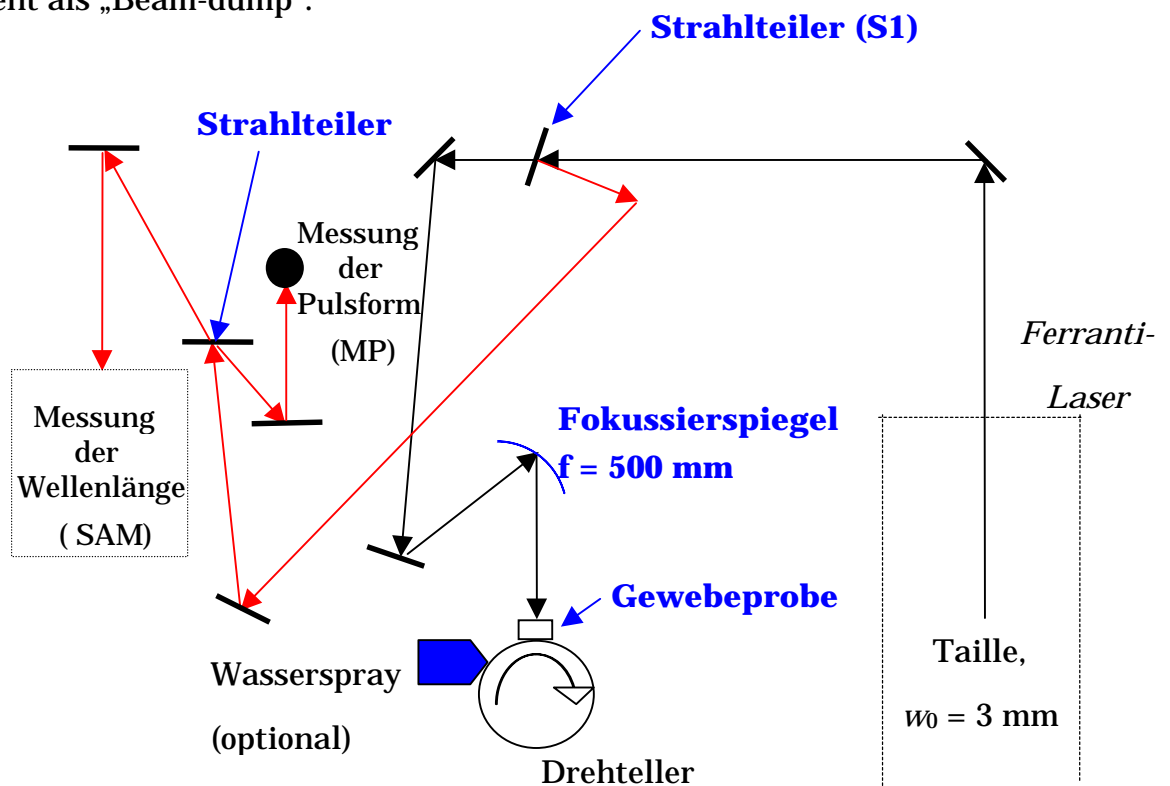 als „Beam-dump“.
Strahlteiler (S1)
Strahlteiler
Messung
der
Pulsform
(MP)
Ferranti-
Laser
Messung
der
Wellenlänge
( SAM)
Fokussierspiegel
f = 500 mm
Gewebeprobe
Wasserspray
(optional)
Taille,
w0 = 3 mm
Drehteller